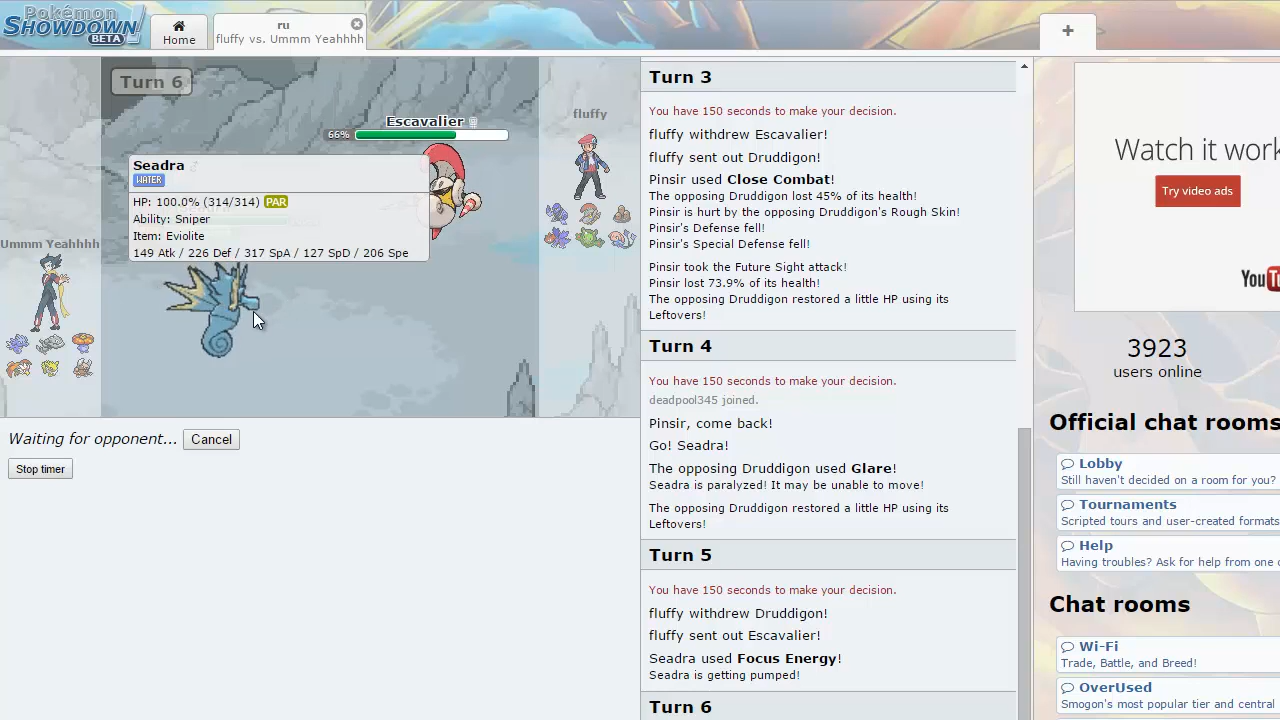 Pokémon
SHOWDOWN!
BETA
Home
ru
fluffy vs. Ummm Yeahhhh
+
Turn 6
Escavalier
66%
fluffy
Seadra
WATER
HP: 100.0% (314/314) PAR
Ability: Sniper
Item: Eviolite
149 Atk / 226 Def / 317 SpA / 127 SpD / 206 Spe
Ummm Yeahhhh
Waiting for opponent... Cancel
Stop timer
Turn 3
You have 150 seconds to make your decision.
fluffy withdrew Escavalier!
fluffy sent out Druddigon!
Pinsir used Close Combat!
The opposing Druddigon lost 45% of its health!
Pinsir is hurt by the opposing Druddigon's Rough Skin!
Pinsir's Defense fell!
Pinsir's Special Defense fell!
Pinsir took the Future Sight attack!
Pinsir lost 73.9% of its health!
The opposing Druddigon restored a little HP using its
Leftovers!
Turn 4
You have 150 seconds to make your decision.
deadpool345 joined.
Pinsir, come back!
Go! Seadra!
The opposing Druddigon used Glare!
Seadra is paralyzed! It may be unable to move!
The opposing Druddigon restored a little HP using its
Leftovers!
Turn 5
You have 150 seconds to make your decision.
fluffy withdrew Druddigon!
fluffy sent out Escavalier!
Seadra used Focus Energy!
Seadra is getting pumped!
Turn 6
Watch it work
Try video ads
YouTu
3923
users online
Official chat rooms
Lobby
Still haven't decided on a room for you?
Tournaments
Scripted tours and user-created formats
Help
Having troubles? Ask for help from one o
Chat rooms
Wi-Fi
Trade, Battle, and Breed!
OverUsed
Smogon's most popular tier and central